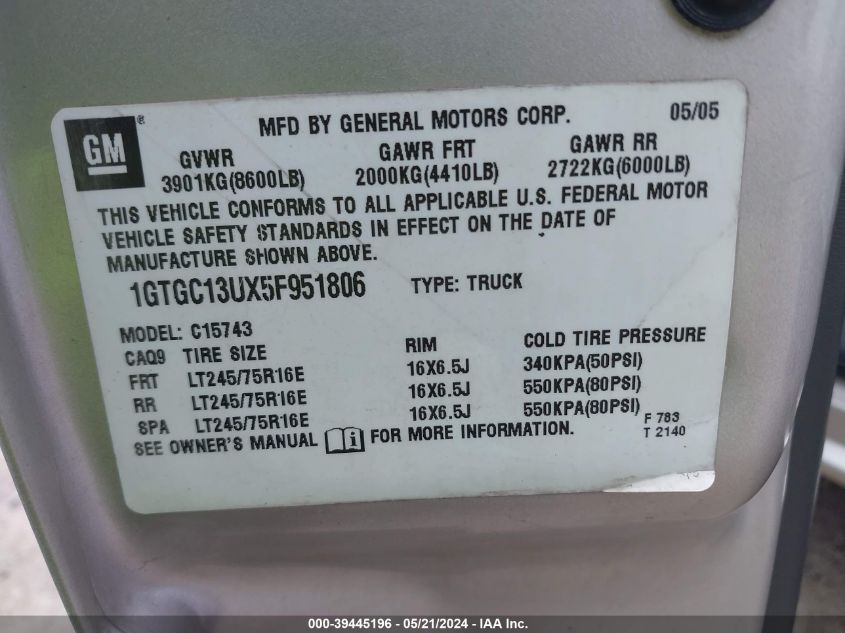 GM ®
MFD BY GENERAL MOTORS CORP. 05/05
GVWR GAWR FRT GAWR RR
3901KG(8600LB) 2000KG(4410LB) 2722KG(6000LB)
THIS VEHICLE CONFORMS TO ALL APPLICABLE U.S. FEDERAL MOTOR
VEHICLE SAFETY STANDARDS IN EFFECT ON THE DATE OF
MANUFACTURE SHOWN ABOVE.
1GTGC13UX5F951806 TYPE: TRUCK
MODEL: C15743
CAQ9 TIRE SIZE RIM COLD TIRE PRESSURE
FRT LT245/75R16E 16X6.5J 340KPA(50PSI)
RR LT245/75R16E 16X6.5J 550KPA(80PSI)
SPA LT245/75R16E 16X6.5J 550KPA(80PSI)
SEE OWNER'S MANUAL i FOR MORE INFORMATION. F 783
T 2140
000-39445196 - 05/21/2024 - IAA Inc.